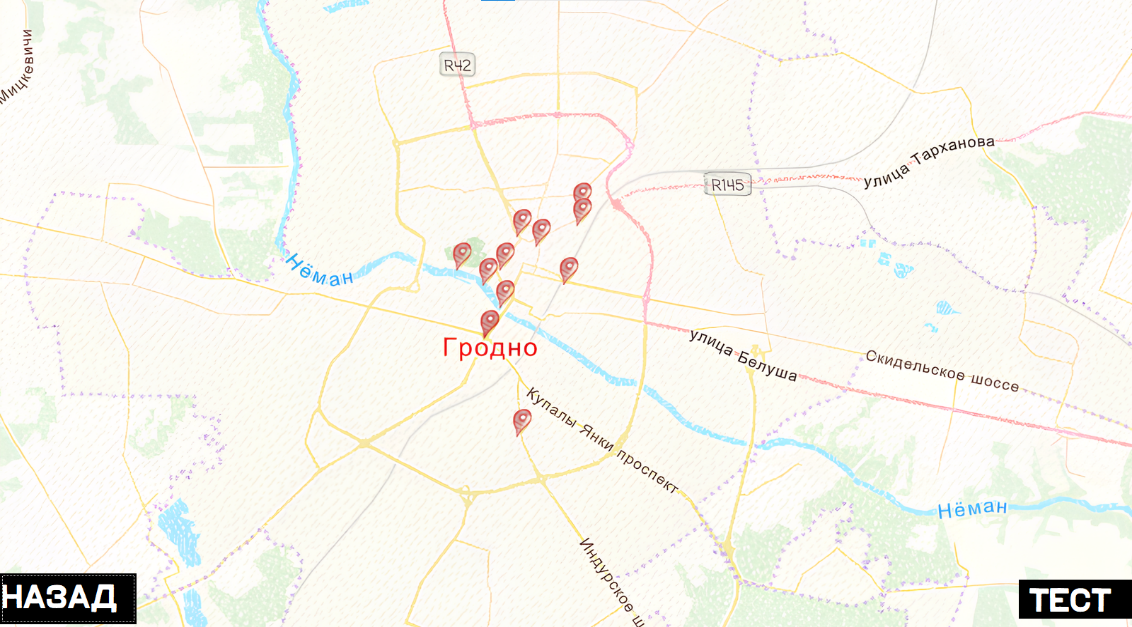 Мицкевичи
R42
улица Тарханова
R145
Нёман
Гродно
улица Белуша
Скидельское шоссе
Купалы Янки проспект
Нёман
Индурское ш
НАЗАД
ТЕСТ